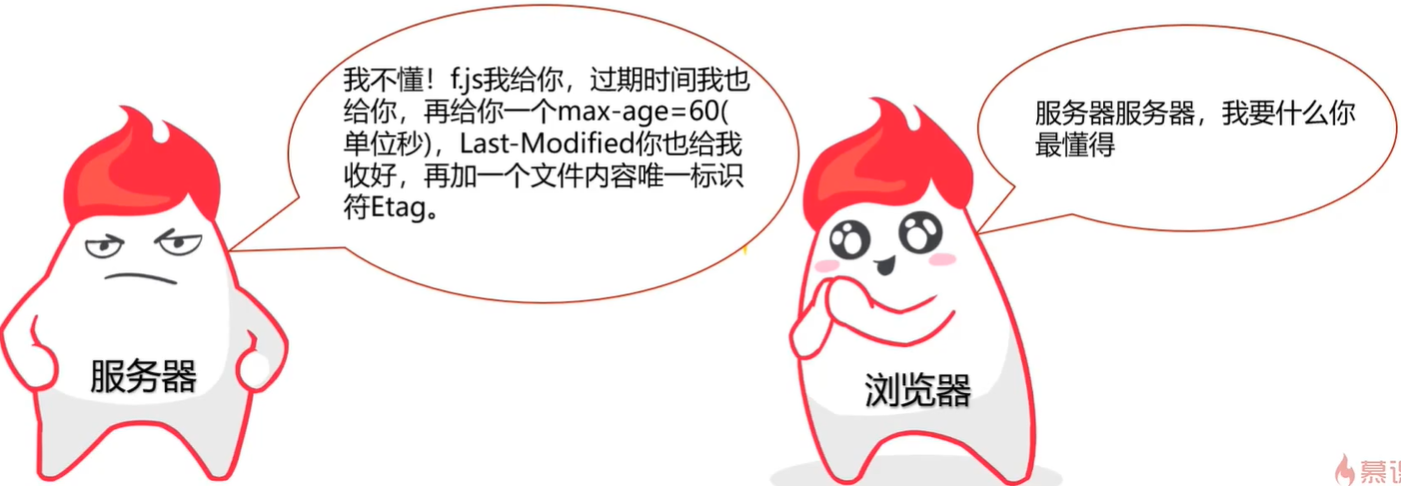 我不懂！f.js我给你，过期时间我也
给你，再给你一个max-age=60(
单位秒)，Last-Modified你也给我
收好，再加一个文件内容唯一标识
符Etag。
服务器服务器，我要什么你
最懂得
服务器
浏览器
慕